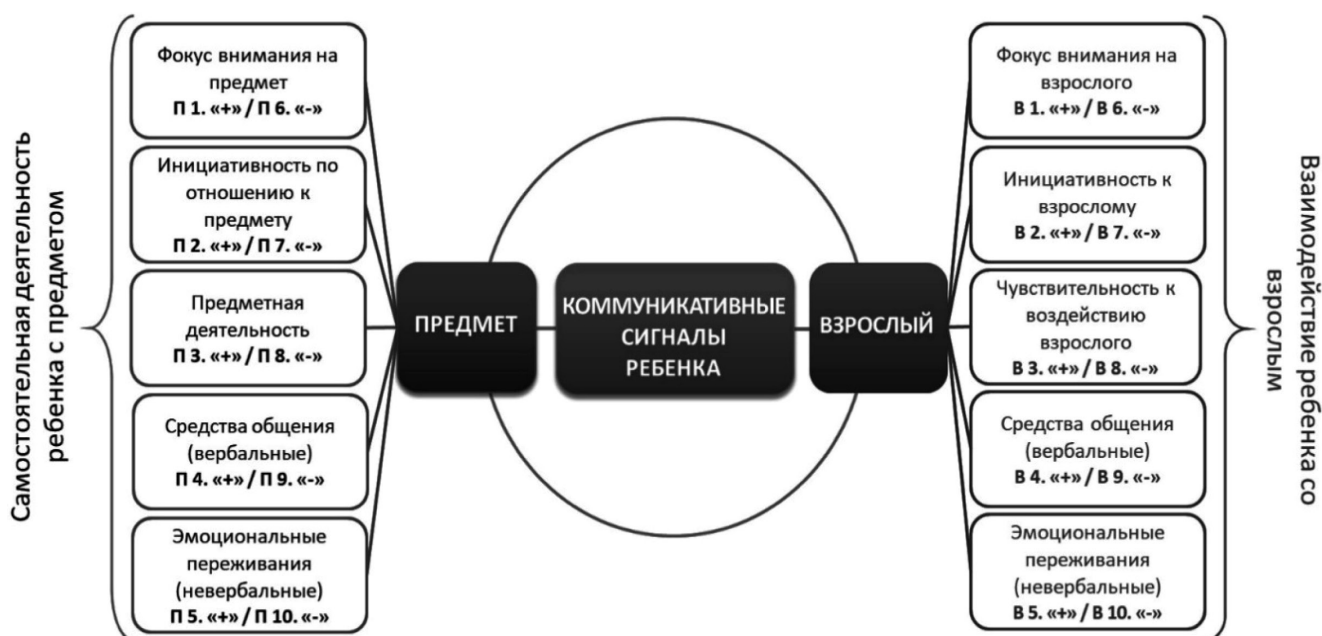 Самостоятельная деятельность
ребенка с предметом
Фокус внимания на
предмет
П 1. «+» / П 6. «-»
Инициативность по
отношению к
предмету
П 2. «+» / П 7. «-»
Предметная
деятельность
П 3. «+» / П 8. «-»
Средства общения
(вербальные)
П 4. «+» / П 9. «-»
Эмоциональные
переживания
(невербальные)
П 5. «+» / П 10. «-»
ПРЕДМЕТ
КОММУНИКАТИВНЫЕ
СИГНАЛЫ
РЕБЕНКА
ВЗРОСЛЫЙ
Фокус внимания на
взрослого
В 1. «+» / В 6. «-»
Инициативность к
взрослому
В 2. «+» / В 7. «-»
Чувствительность к
воздействию
взрослого
В 3. «+» / В 8. «-»
Средства общения
(вербальные)
В 4. «+» / В 9. «-»
Эмоциональные
переживания
(невербальные)
В 5. «+» / В 10. «-»
Взаимодействие ребенка со
взрослым